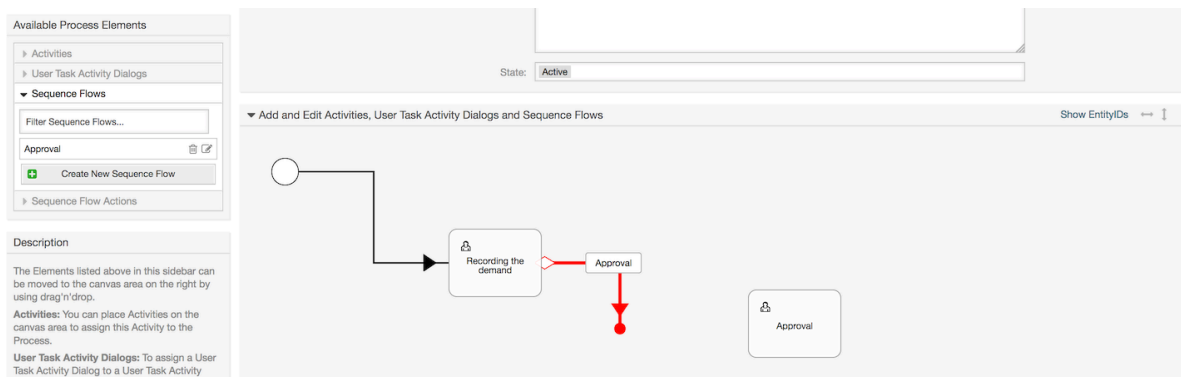 Available Process Elements
Activities
User Task Activity Dialogs
Sequence Flows
Filter Sequence Flows...
Approval
Create New Sequence Flow
Sequence Flow Actions
Description
The Elements listed above in this sidebar can
be moved to the canvas area on the right by
using drag'n'drop.
Activities: You can place Activities on the
canvas area to assign this Activity to the
Process.
User Task Activity Dialogs: To assign a User
Task Activity Dialog to a User Task Activity
State:
Active
Add and Edit Activities, User Task Activity Dialogs and Sequence Flows
Show EntityIDs
Recording the
demand
Approval
Approval